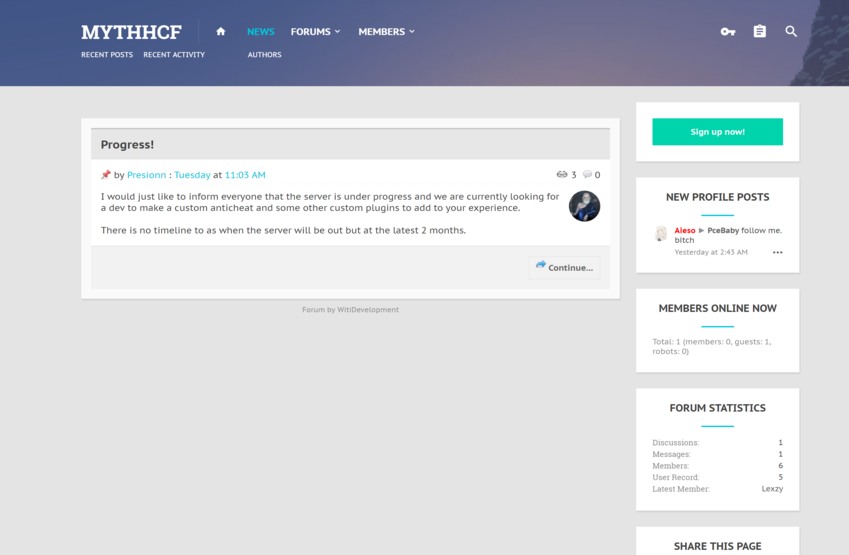 MYTHHCF
NEWS
FORUMS
MEMBERS
RECENT POSTS
RECENT ACTIVITY
AUTHORS
Progress!
by Presionn : Tuesday at 11:03 AM
3
0
I would just like to inform everyone that the server is under progress and we are currently looking for
a dev to make a custom anticheat and some other custom plugins to add to your experience.
There is no timeline to as when the server will be out but at the latest 2 months.
Continue...
Forum by WitiDevelopment
Sign up now!
NEW PROFILE POSTS
Aieso ► PceBaby follow me.
bitch
Yesterday at 2:43 AM
•••
MEMBERS ONLINE NOW
Total: 1 (members: 0, guests: 1,
robots: 0)
FORUM STATISTICS
Discussions: 1
Messages: 1
Members: 6
User Record: 5
Latest Member: Lexzy
SHARE THIS PAGE